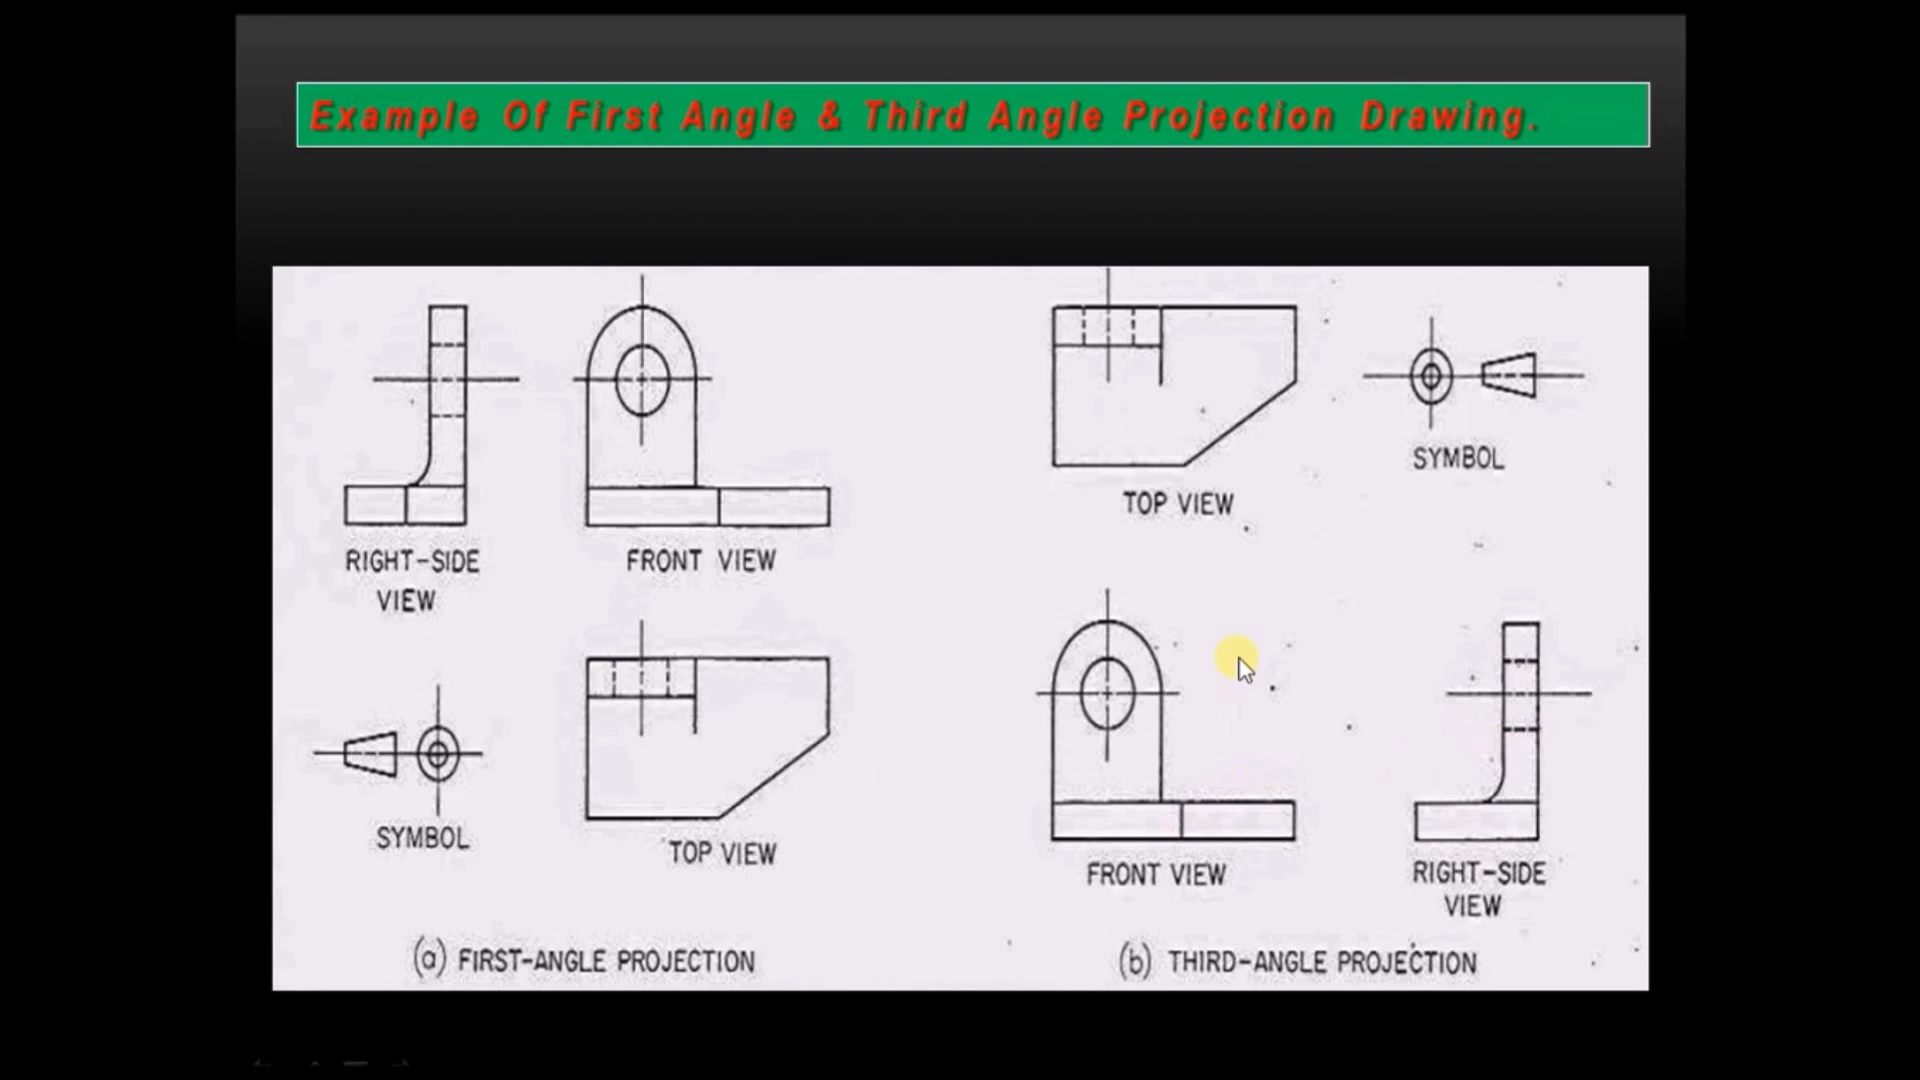 Example Of First Angle & Third Angle Projection Drawing.
RIGHT-SIDE
VIEW
FRONT VIEW
SYMBOL
TOP VIEW
(a) FIRST-ANGLE PROJECTION
TOP VIEW
SYMBOL
FRONT VIEW
RIGHT-SIDE
VIEW
(b) THIRD-ANGLE PROJECTION